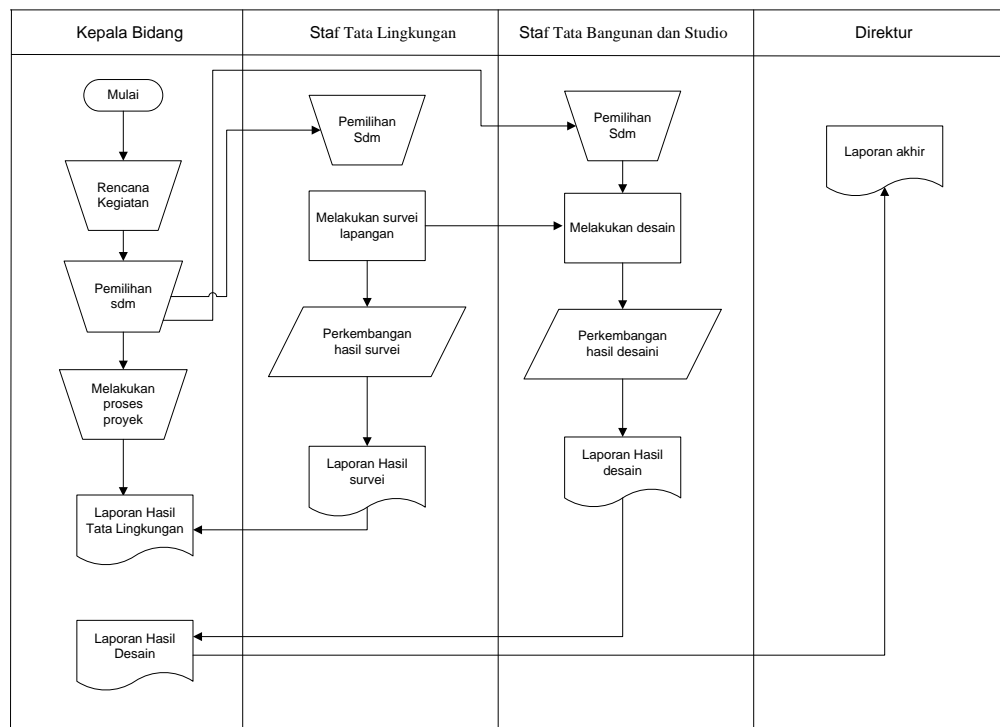 Kepala Bidang
Staf Tata Lingkungan
Staf Tata Bangunan dan Studio
Direktur
Mulai
Rencana
Kegiatan
Pemilihan
sdm
Melakukan
proses
proyek
Laporan Hasil
Tata Lingkungan
Laporan Hasil
Desain
Pemilihan
Sdm
Melakukan survei
lapangan
Perkembangan
hasil survei
Laporan Hasil
survei
Pemilihan
Sdm
Melakukan desain
Perkembangan
hasil desaini
Laporan Hasil
desain
Laporan akhir